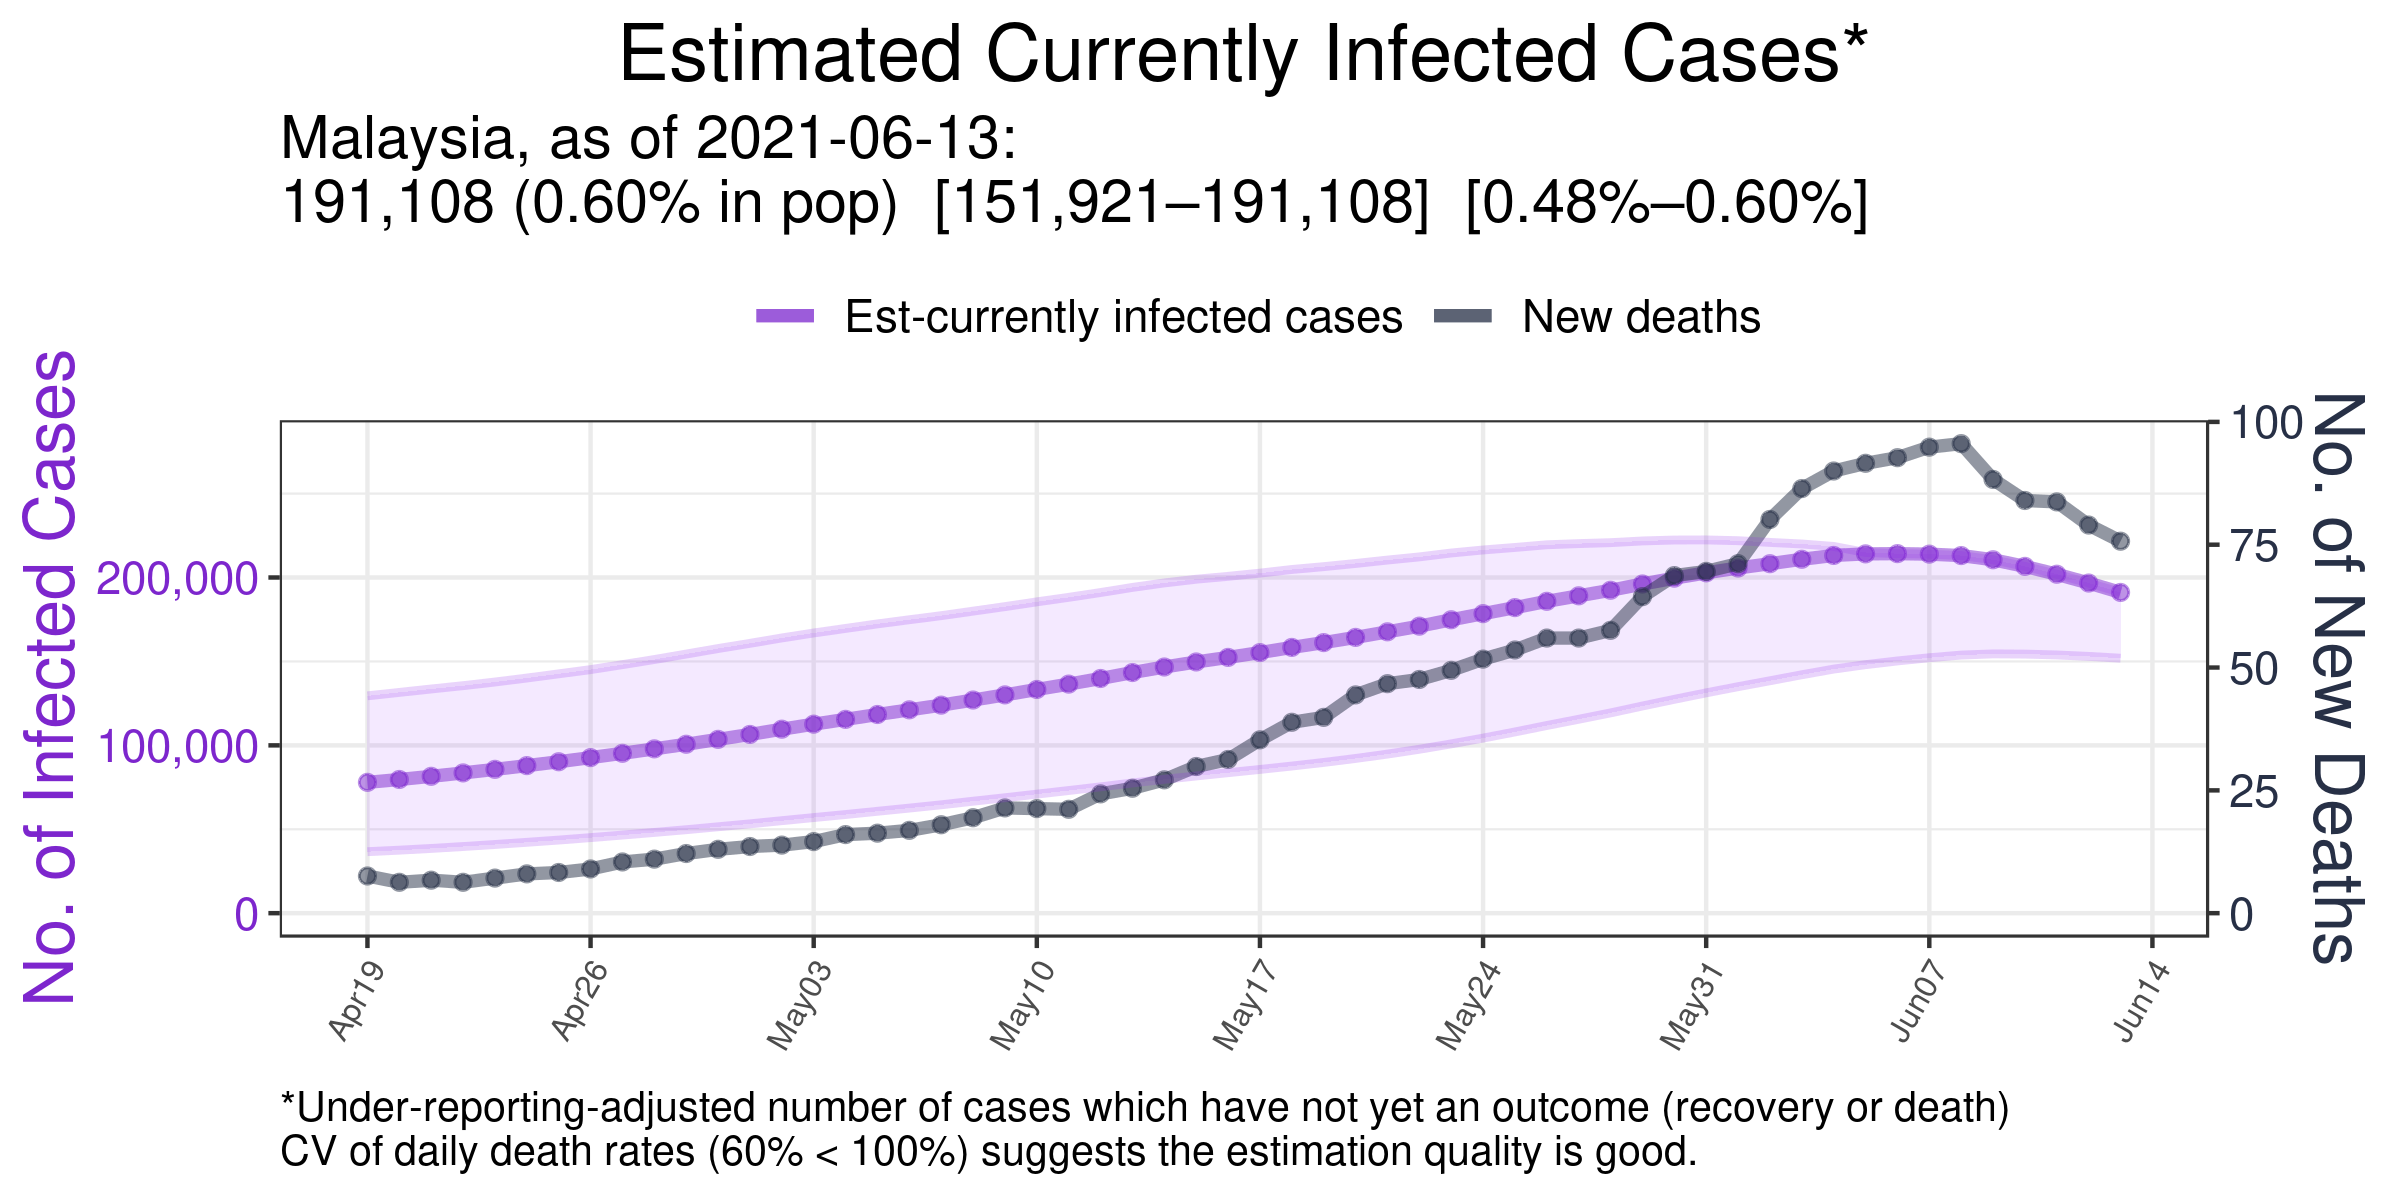 Estimated Currently Infected Cases*
Malaysia, as of 2021-06-13:
191,108 (0.60% in pop)  [151,921–191,108]  [0.48%–0.60%]
Est-currently infected cases
New deaths
No. of Infected Cases
200,000
100,000
0
100
75
50
25
0
No. of New Deaths
Apr19
Apr26
May03
May10
May17
May24
May31
Jun07
Jun14
*Under-reporting-adjusted number of cases which have not yet an outcome (recovery or death)
CV of daily death rates (60% < 100%) suggests the estimation quality is good.